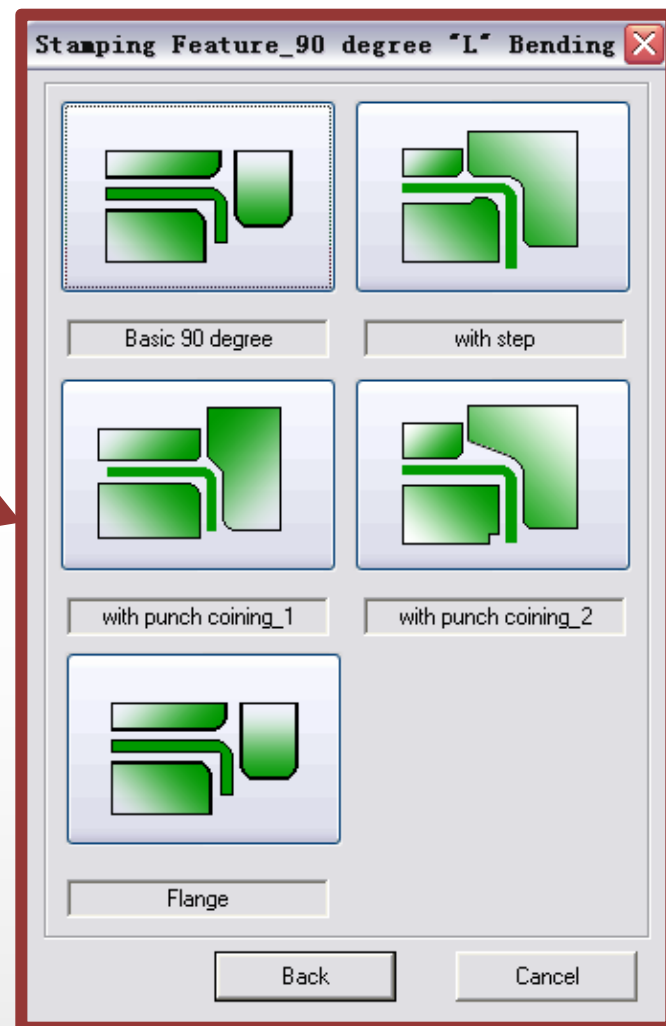 Stamping Feature_90 degree "L" Bending
Basic 90 degree
with step
with punch coining_1
with punch coining_2
Flange
Back
Cancel